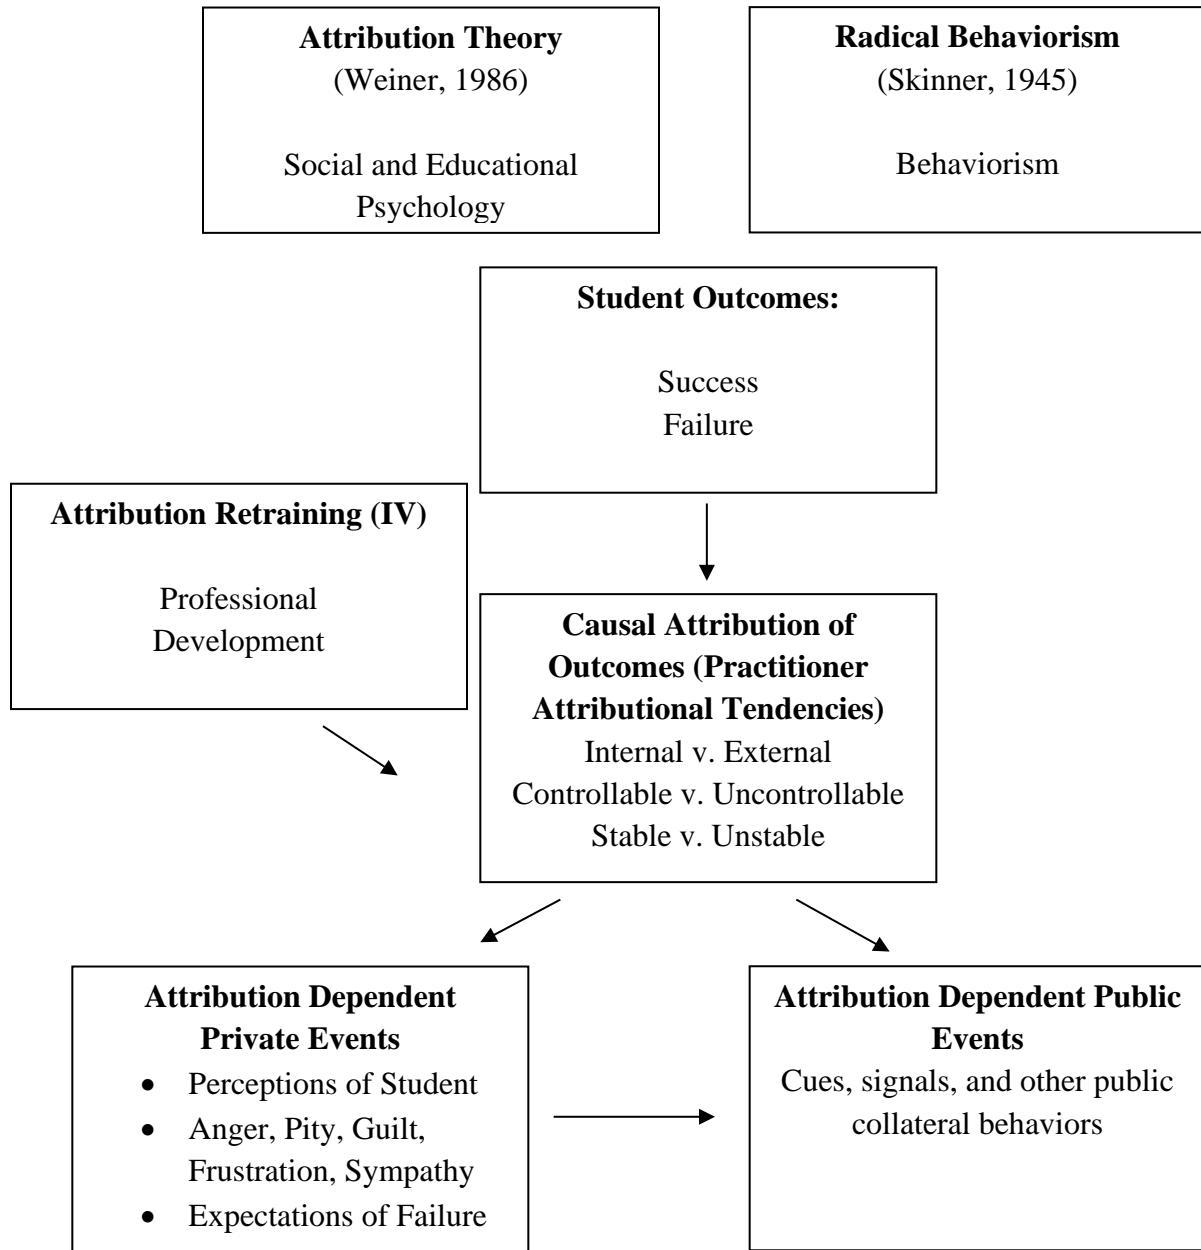 Attribution Theory
(Weiner, 1986)
Social and Educational
Psychology
Radical Behaviorism
(Skinner, 1945)
Behaviorism
Student Outcomes:
Success
Failure
Attribution Retraining (IV)
Professional
Development
Causal Attribution of
Outcomes (Practitioner
Attributional Tendencies)
Internal v. External
Controllable v. Uncontrollable
Stable v. Unstable
Attribution Dependent
Private Events
• Perceptions of Student
• Anger, Pity, Guilt,
Frustration, Sympathy
• Expectations of Failure
Attribution Dependent Public
Events
Cues, signals, and other public
collateral behaviors